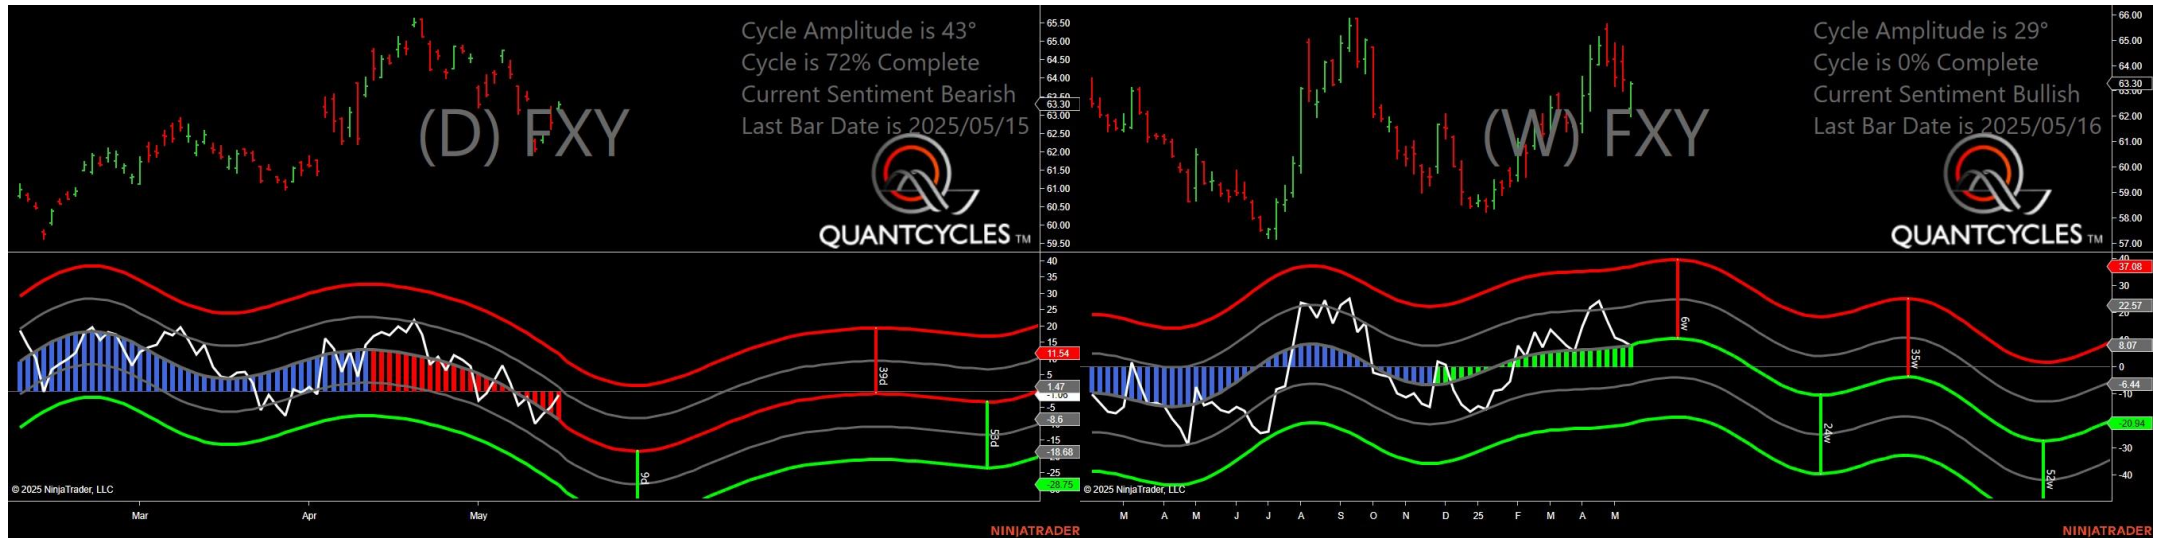 Cycle Amplitude is 43°
Cycle is 72% Complete
Current Sentiment Bearish
Last Bar Date is 2025/05/15
(D) FXY
QUANTCYCLES TM
65.50
65.00
64.50
64.00
63.30
63.00
62.50
62.00
61.50
61.00
60.50
60.00
59.50
40
35
30
25
20
15
11.54
5
1.47
-1.06
-5
-8.6
-15
-18.68
-25
-28.75
39d
53d
9d
© 2025 NinjaTrader, LLC
Mar
Apr
May
NINJATRADER
Cycle Amplitude is 29°
Cycle is 0% Complete
Current Sentiment Bullish
Last Bar Date is 2025/05/16
(W) FXY
QUANTCYCLES TM
66.00
65.00
64.00
63.30
62.00
61.00
60.00
59.00
58.00
57.00
37.08
30
22.57
8.07
0
-6.44
-10
-20.94
-30
-40
6w
35w
24w
52w
© 2025 NinjaTrader, LLC
M A M J J A S O N D 25 F M A M
NINJATRADER